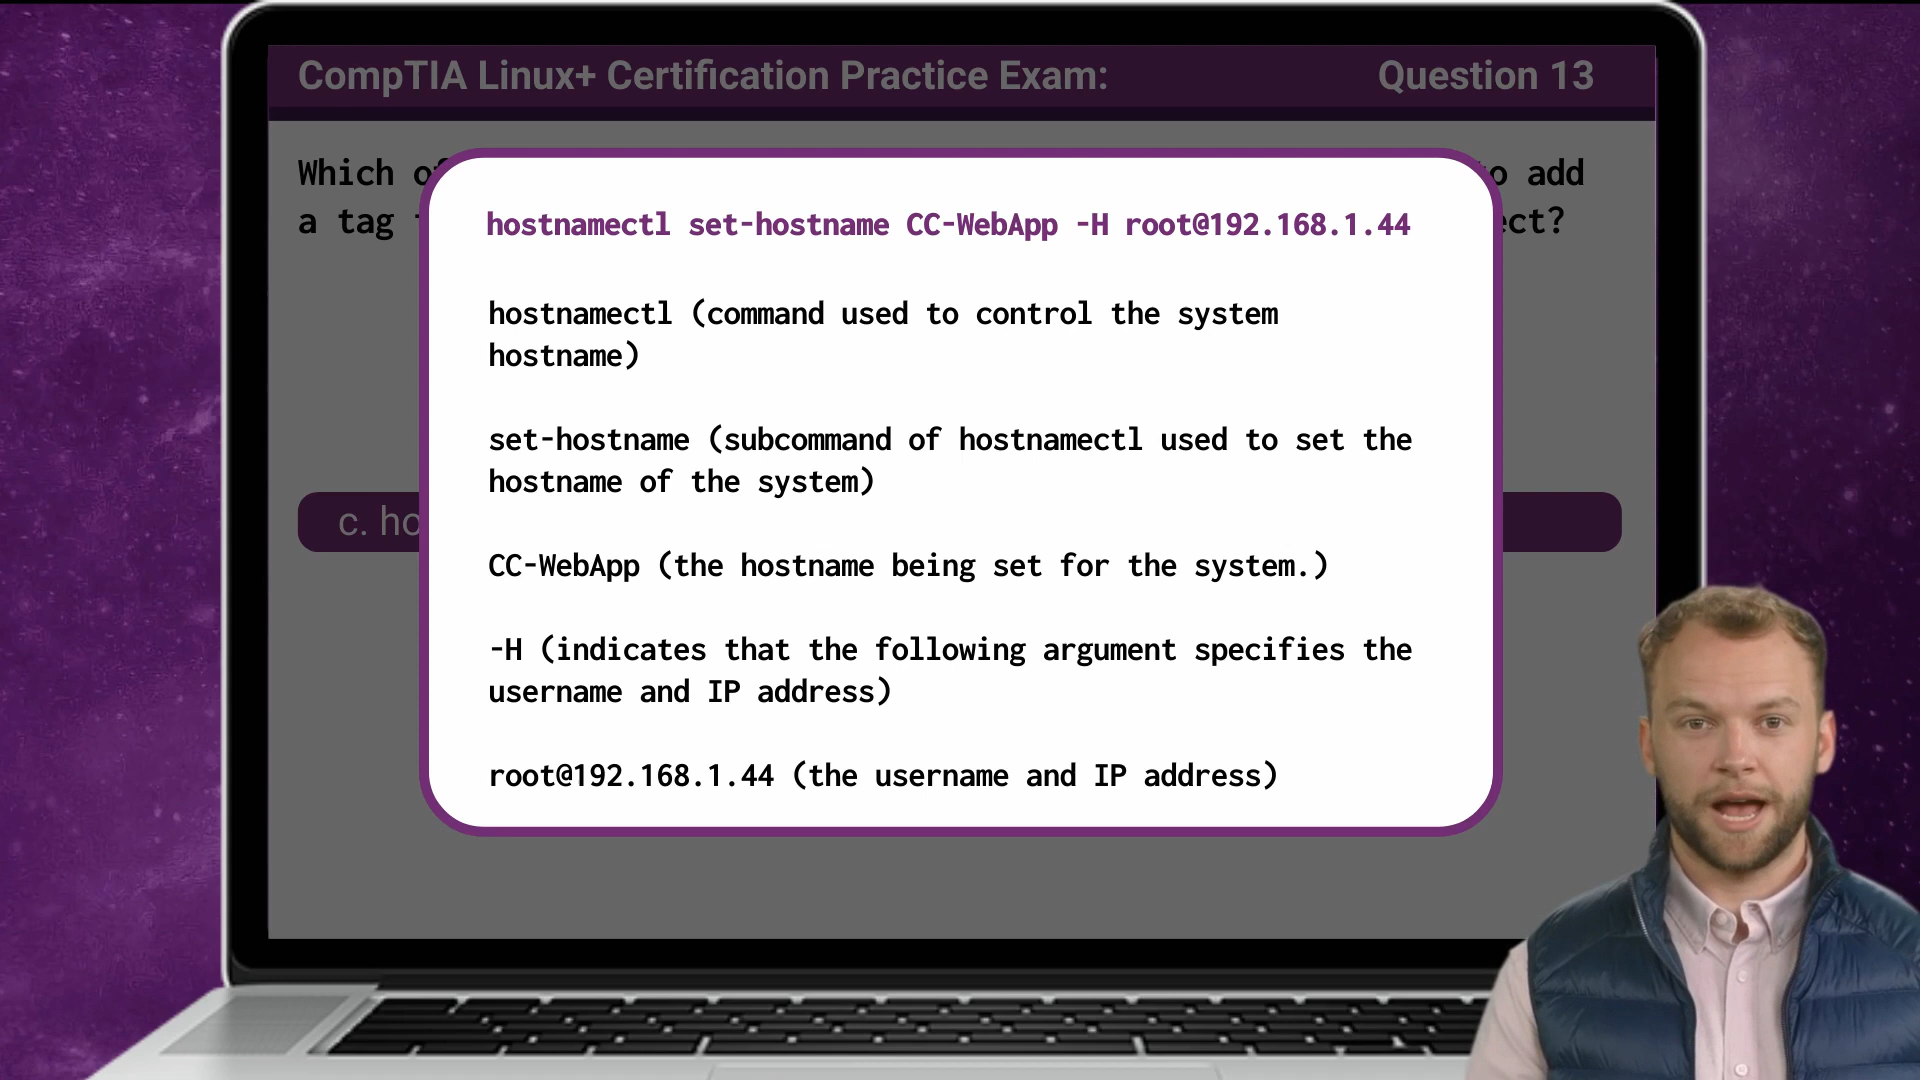 CompTIA Linux+ Certification Practice Exam: Question 13
Which to add
a tag
hostnamectl set-hostname CC-WebApp -H root@192.168.1.44
hostnamectl (command used to control the system
hostname)
set-hostname (subcommand of hostnamectl used to set the
hostname of the system)
c.
CC-WebApp (the hostname being set for the system.)
-H (indicates that the following argument specifies the
username and IP address)
root@192.168.1.44 (the username and IP address)